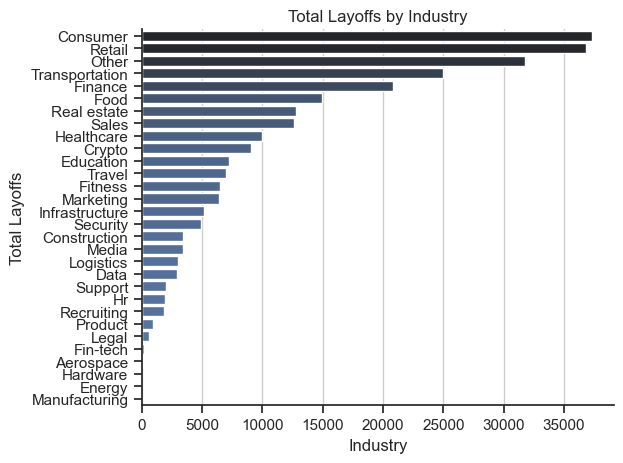 Total Layoffs by Industry
Consumer
Retail
Other
Transportation
Finance
Food
Real estate
Sales
Healthcare
Crypto
Education
Travel
Fitness
Marketing
Infrastructure
Security
Construction
Media
Logistics
Data
Support
Hr
Recruiting
Product
Legal
Fin-tech
Aerospace
Hardware
Energy
Manufacturing
Total Layoffs
0 5000 10000 15000 20000 25000 30000 35000
Industry